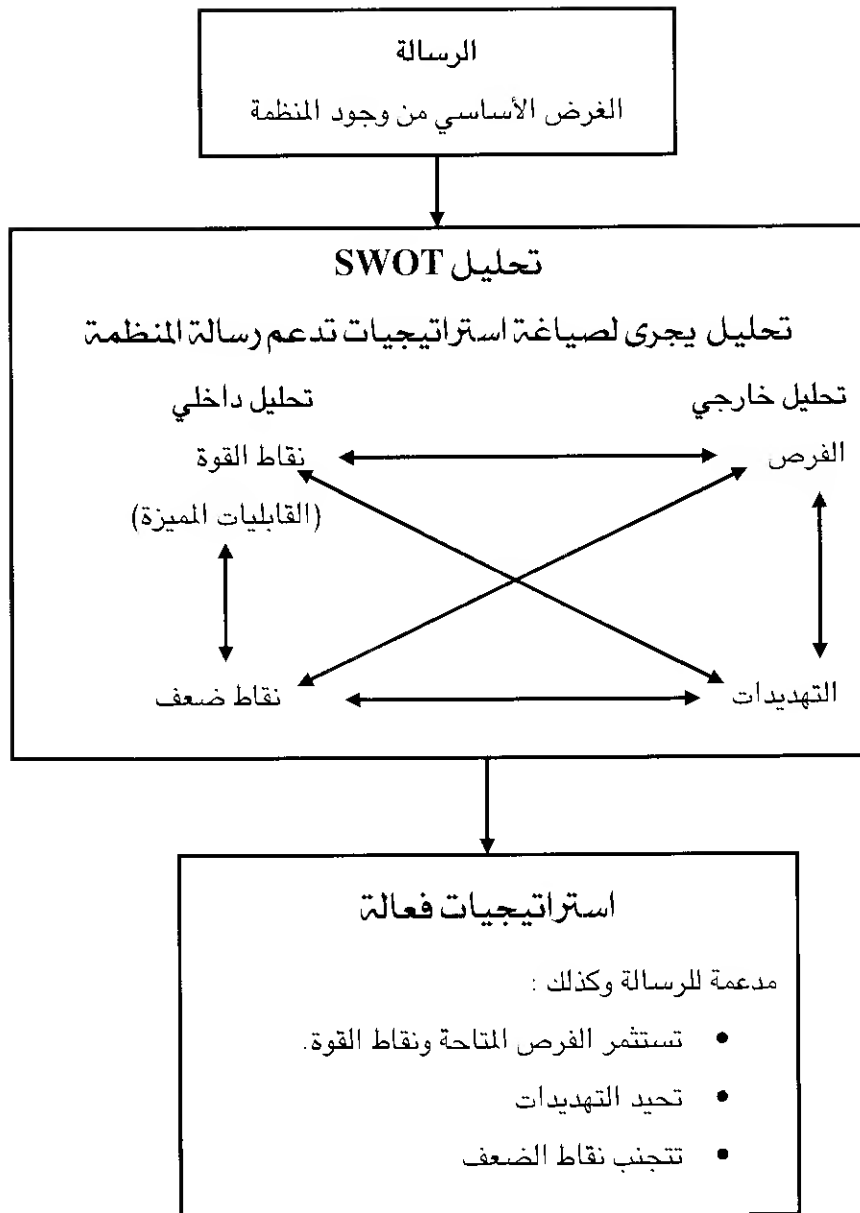 الرسالة
الغرض الأساسي من وجود المنظمة
تحليل SWOT
تحليل يجرى لصياغة استراتيجيات تدعم رسالة المنظمة
تحليل خارجي
تحليل داخلي
الفرص
نقاط القوة
(القابليات المميزة)
التهديدات
نقاط ضعف
استراتيجيات فعالة
مدعمة للرسالة وكذلك :
• تستثمر الفرص المتاحة ونقاط القوة.
• تحيد التهديدات
• تتجنب نقاط الضعف